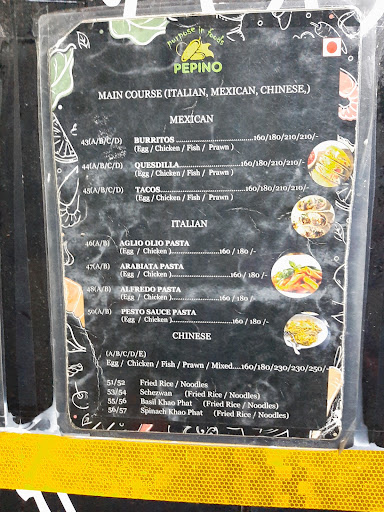 purpose in foods
PEPINO
MAIN COURSE (ITALIAN, MEXICAN, CHINESE,)
MEXICAN
43(A/B/C/D) BURRITOS ................................160/180/210/210/-
(Egg / Chicken / Fish / Prawn )
44(A/B/C/D) QUESDILLA ................................160/180/210/210/-
(Egg / Chicken / Fish / Prawn )
45(A/B/C/D) TACOS................................160/180/210/210/-
(Egg / Chicken / Fish / Prawn )
ITALIAN
46(A/B) AGLIO OLIO PASTA
(Egg / Chicken )........................160 / 180 /-
47(A/B) ARABIATA PASTA
(Egg / Chicken )........................160 / 180 /-
48(A/B) ALFREDO PASTA
(Egg / Chicken )........................160 / 180 /-
50(A/B) PESTO SAUCE PASTA
(Egg / Chicken )........................160 / 180 /-
CHINESE
(A/B/C/D/E)
Egg / Chicken / Fish / Prawn / Mixed....160/180/230/230/250/-
51/52 Fried Rice / Noodles
53/54 Schezwan (Fried Rice / Noodles)
55/56 Basil Khao Phat (Fried Rice / Noodles)
56/57 Spinach Khao Phat (Fried Rice / Noodles)